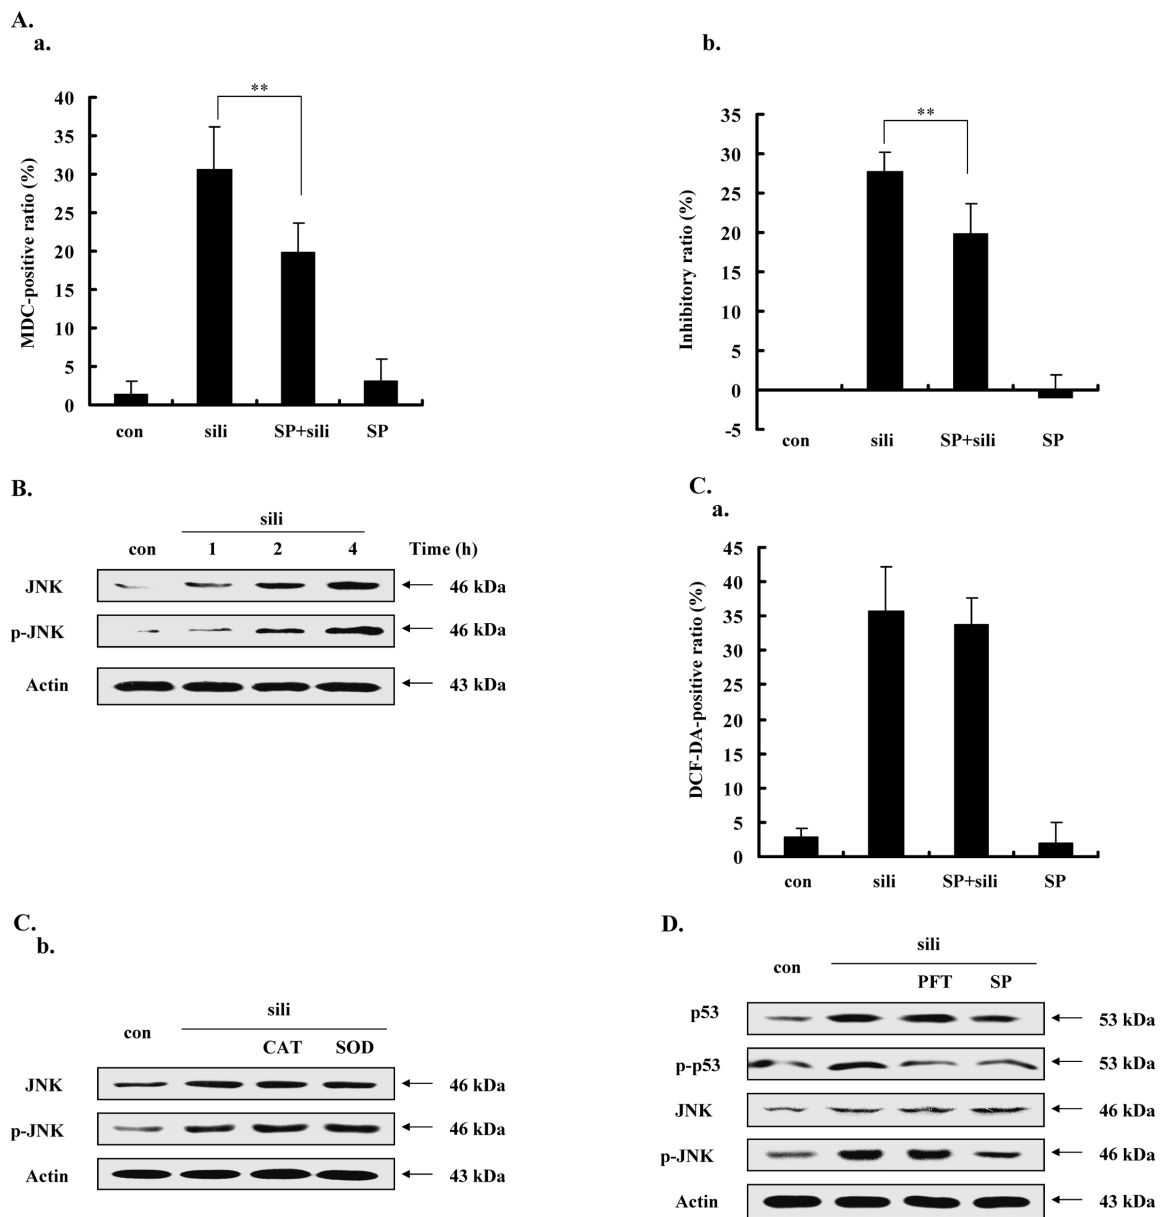 A.
a.
MDC-positive ratio (%)
40
35
30
25
20
15
10
5
0
**
con sili SP+sili SP
b.
Inhibitory ratio (%)
35
30
25
20
15
10
5
0
-5
**
con sili SP+sili SP
B.
sili
con 1 2 4 Time (h)
JNK 46 kDa
p-JNK 46 kDa
Actin 43 kDa
C.
a.
DCF-DA-positive ratio (%)
45
40
35
30
25
20
15
10
5
0
con sili SP+sili SP
C.
b.
sili
con CAT SOD
JNK 46 kDa
p-JNK 46 kDa
Actin 43 kDa
D.
sili
con PFT SP
p53 53 kDa
p-p53 53 kDa
JNK 46 kDa
p-JNK 46 kDa
Actin 43 kDa